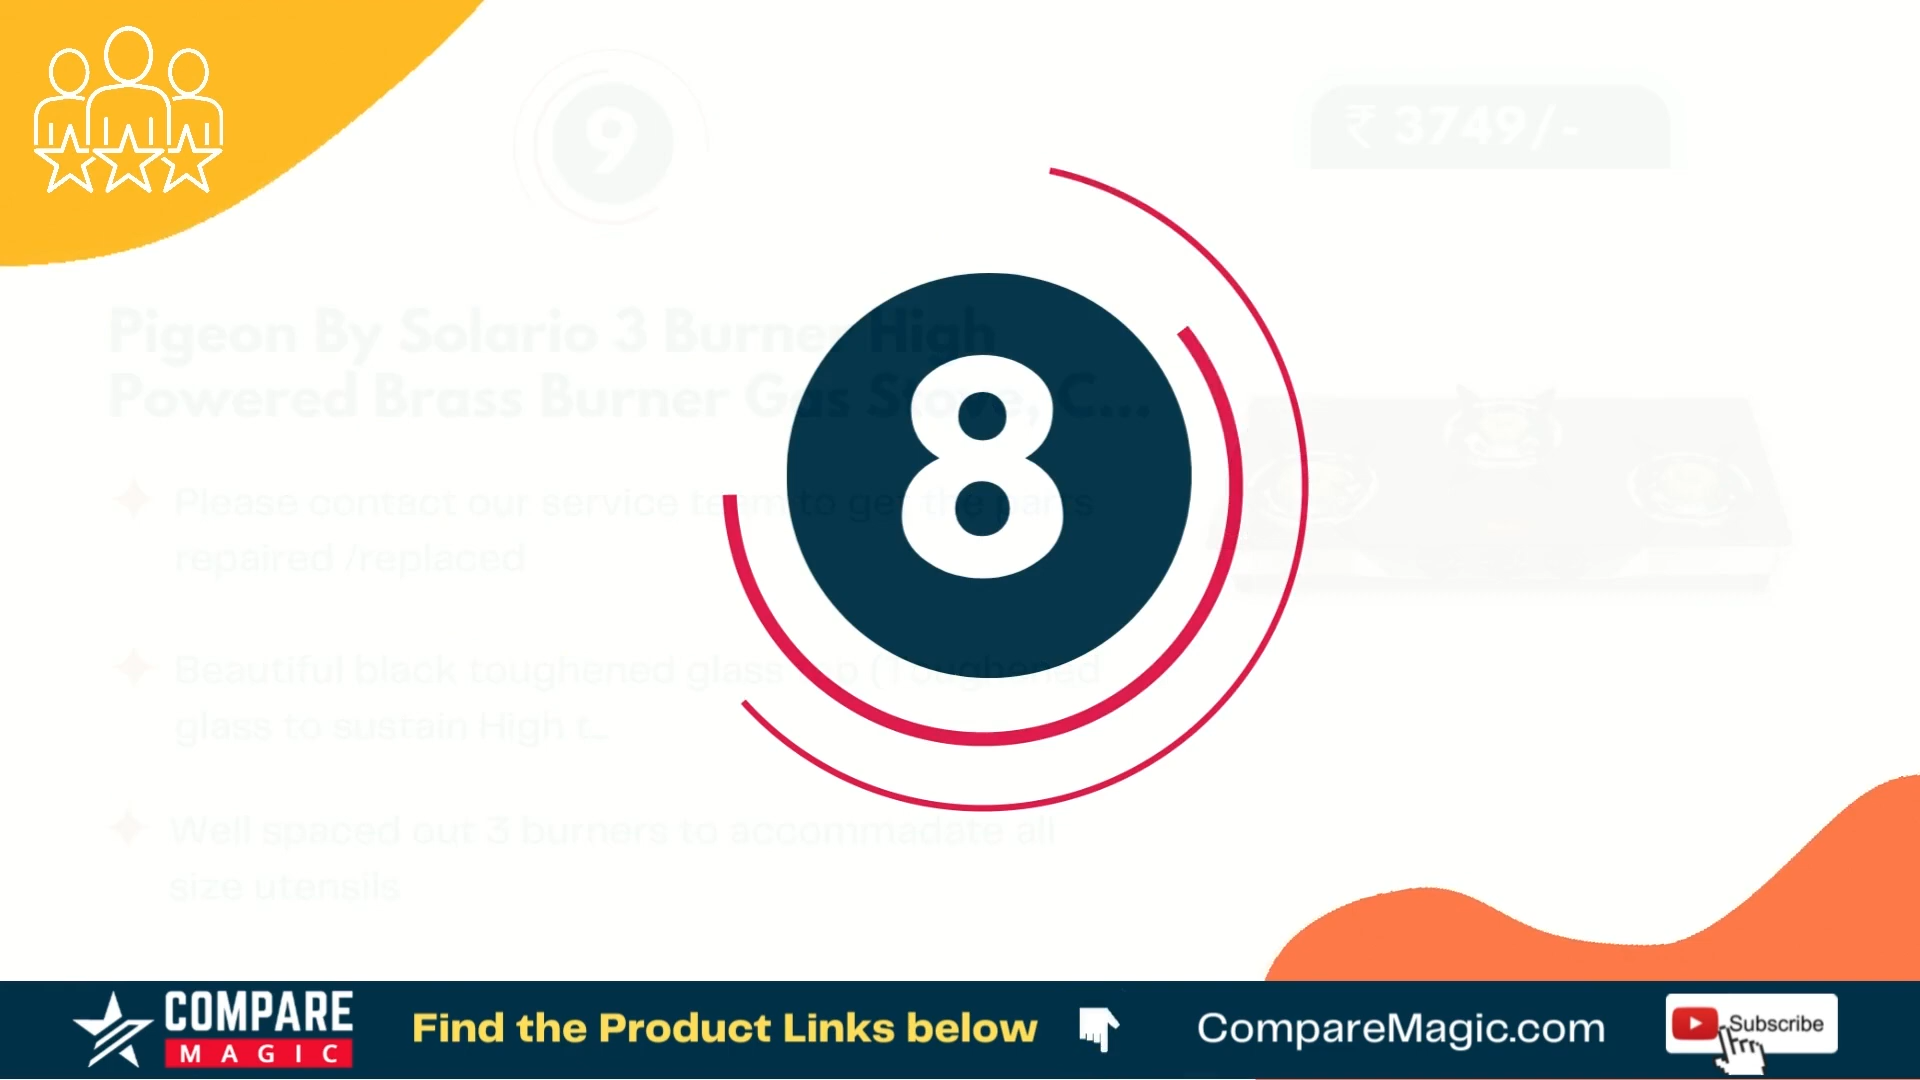 9
₹ 3749/-
Pigeon By Solario 3 Burner High
Powered Brass Burner Gas Stove, C...
8
Please contact our service team to get the parts
repaired /replaced
Beautiful black toughened glass top (Toughened
glass to sustain High t...
Well spaced out 3 burners to accommadate all
size utensils
COMPARE
MAGIC
Find the Product Links below
CompareMagic.com
Subscribe